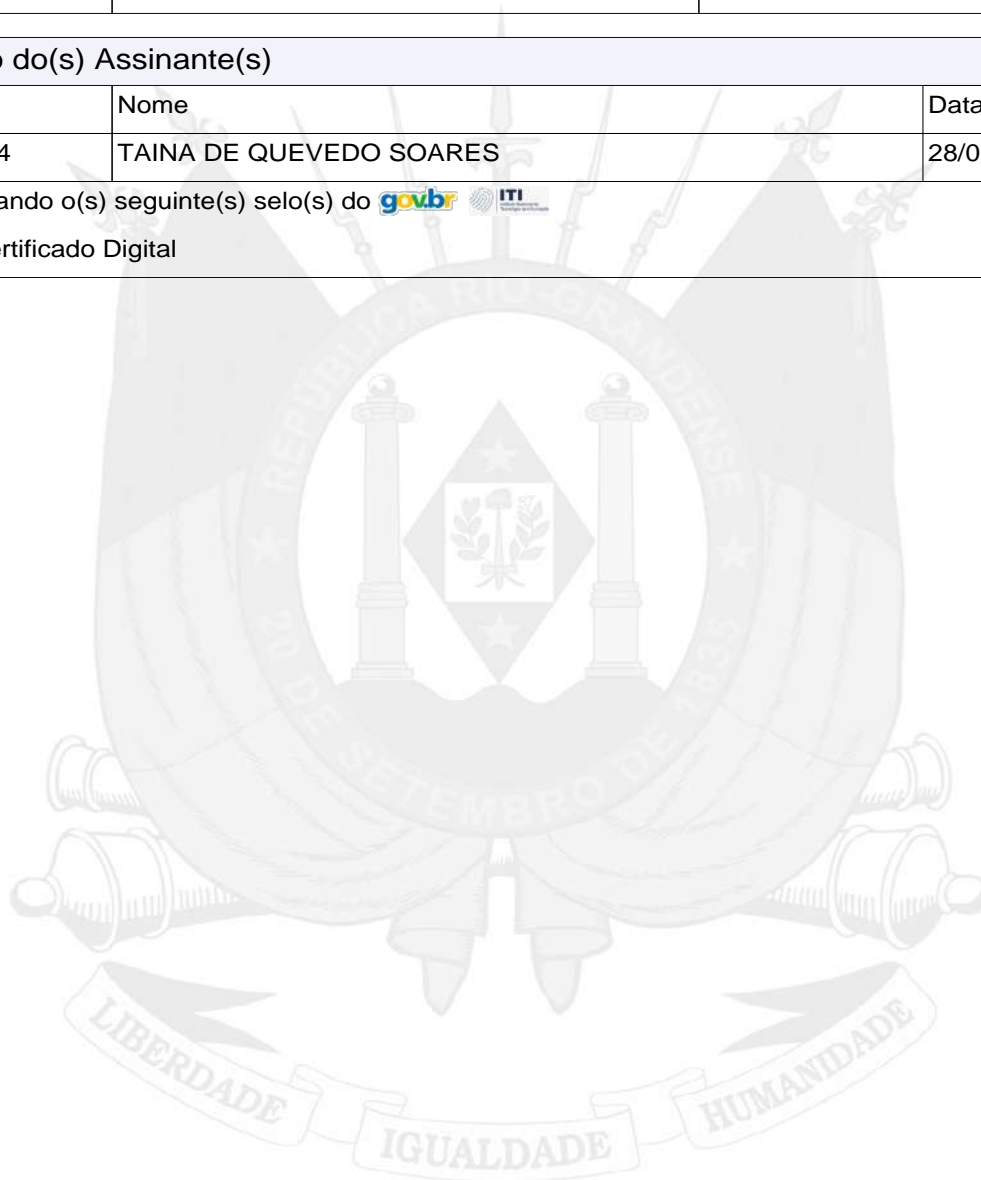 o do(s) Assinante(s)
Nome
Data
4
TAINA DE QUEVEDO SOARES
28/0
ando o(s) seguinte(s) selo(s) do gov.br ITI
ertificado Digital
REPÚBLICA RIO-GRANDENSE
20 DE SETEMBRO DE 1835
LIBERDADE
IGUALDADE
HUMANIDADE